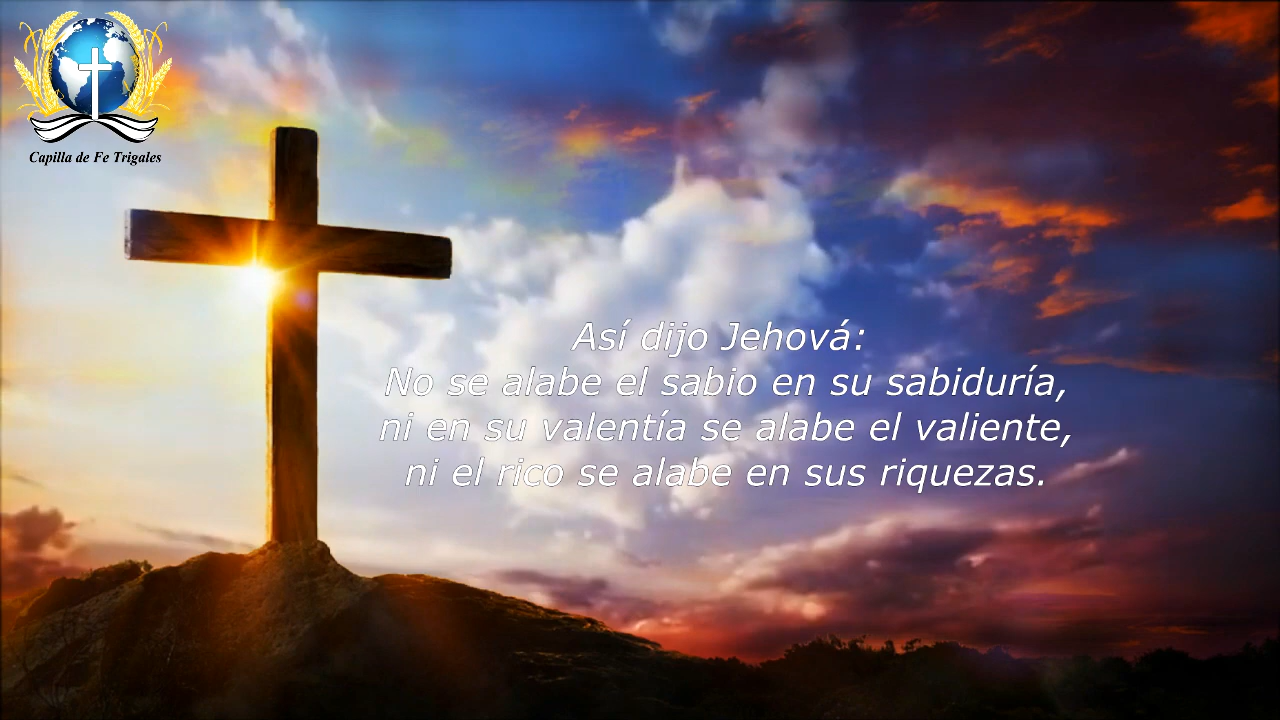 Capilla de Fe Trigales
Así dijo Jehová:
No se alabe el sabio en su sabiduría,
ni en su valentía se alabe el valiente,
ni el rico se alabe en sus riquezas.